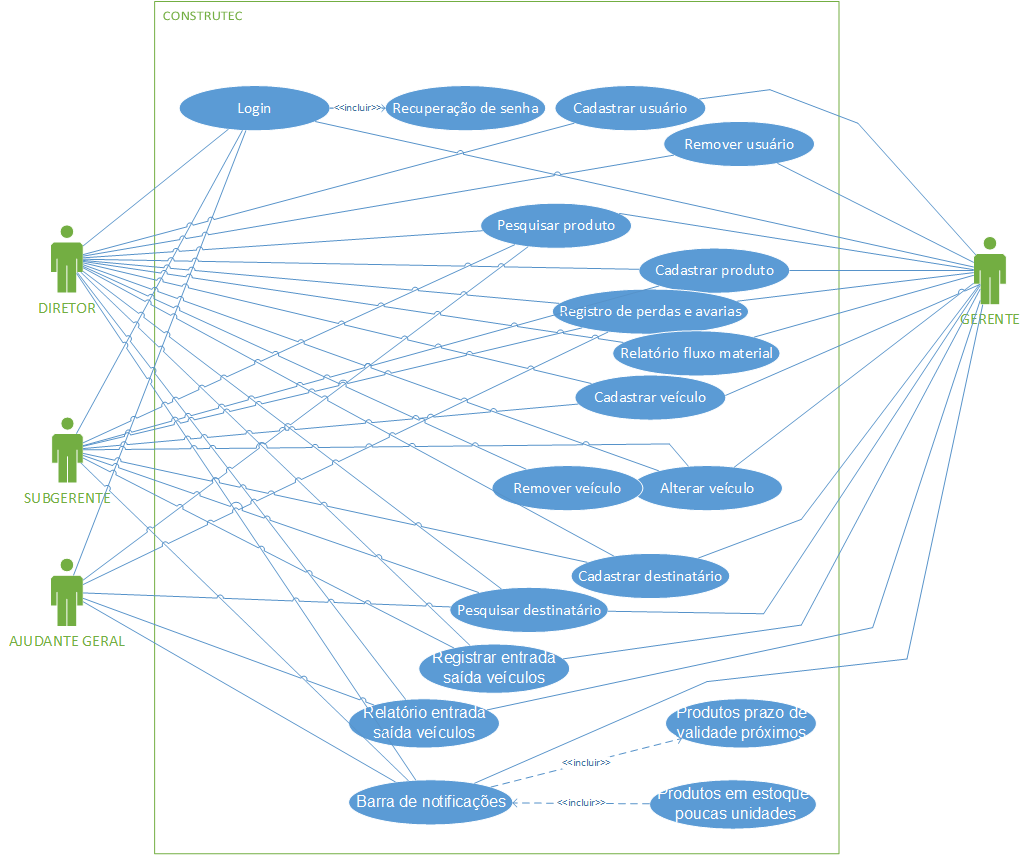 CONSTRUTEC
Login
<<incluir>>
Recuperação de senha
Cadastrar usuário
Remover usuário
Pesquisar produto
Cadastrar produto
DIRETOR
Registro de perdas e avarias
GERENTE
Relatório fluxo material
Cadastrar veículo
Remover veículo
Alterar veículo
SUBGERENTE
Cadastrar destinatário
Pesquisar destinatário
AJUDANTE GERAL
Registrar entrada
saída veículos
Relatório entrada
saída veículos
Produtos prazo de
validade próximos
<<incluir>>
Barra de notificações
<<incluir>>
Produtos em estoque
poucas unidades